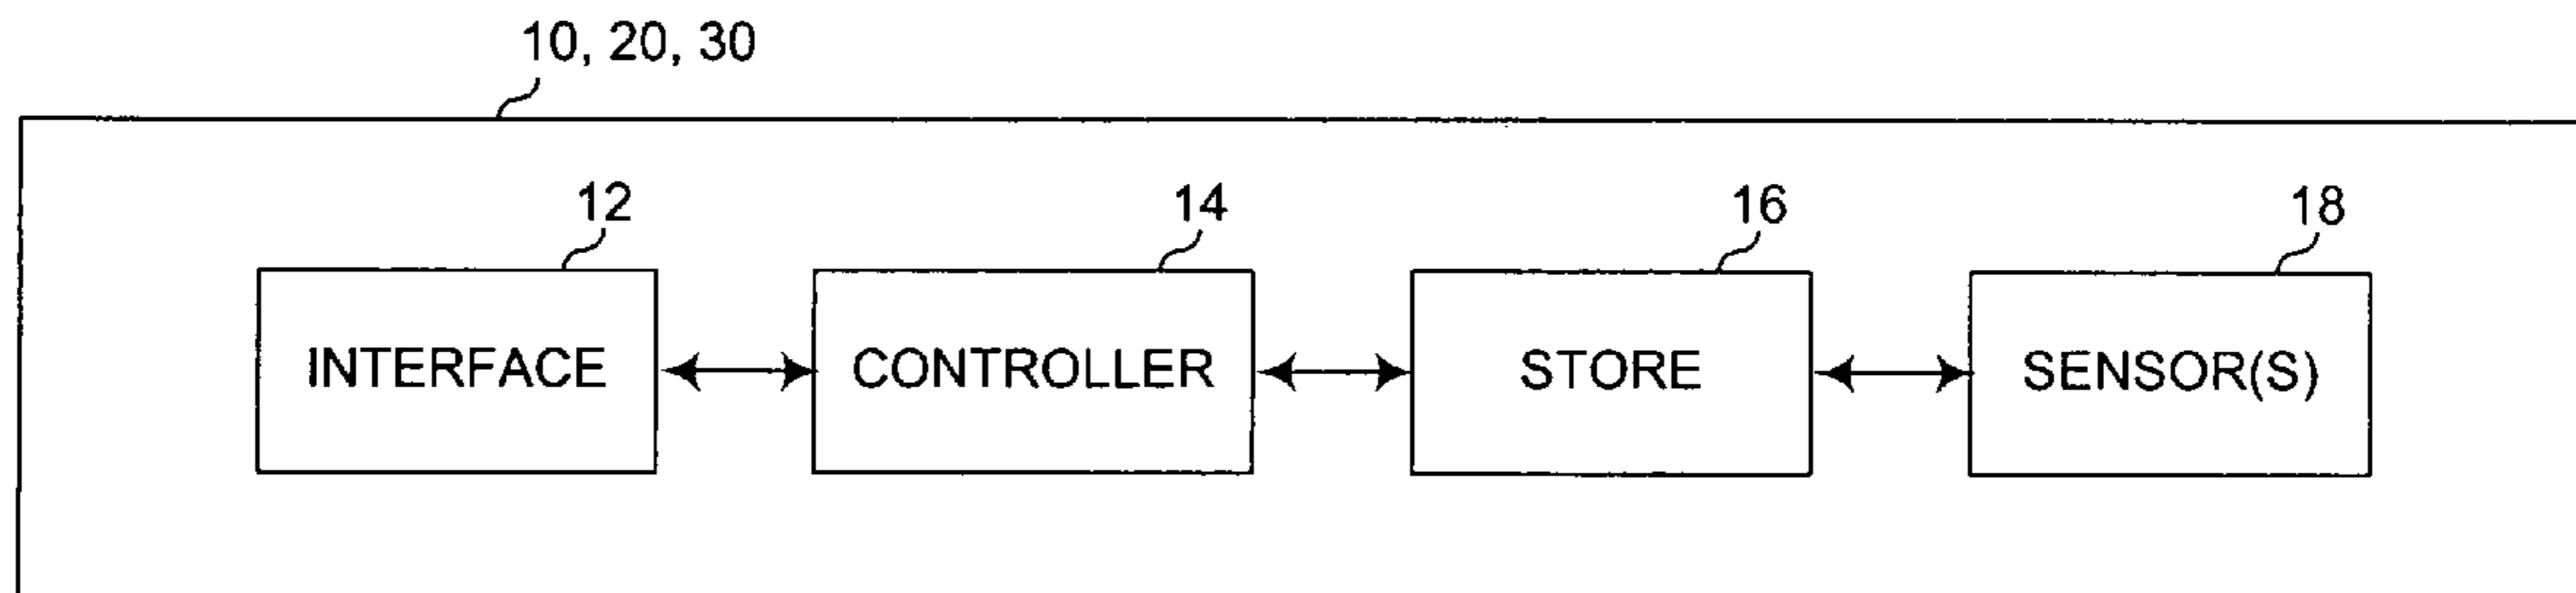 10, 20, 30
12 14 16 18
INTERFACE CONTROLLER STORE SENSOR(S)